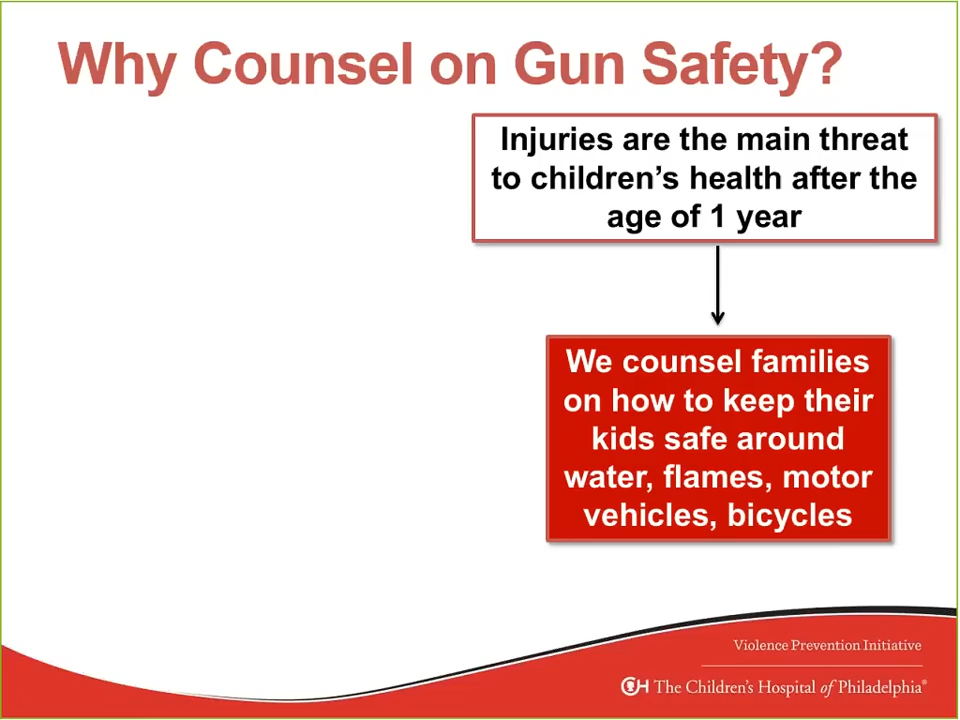 Why Counsel on Gun Safety?
Injuries are the main threat
to children’s health after the
age of 1 year
We counsel families
on how to keep their
kids safe around
water, flames, motor
vehicles, bicycles
Violence Prevention Initiative
CH The Children's Hospital of Philadelphia®